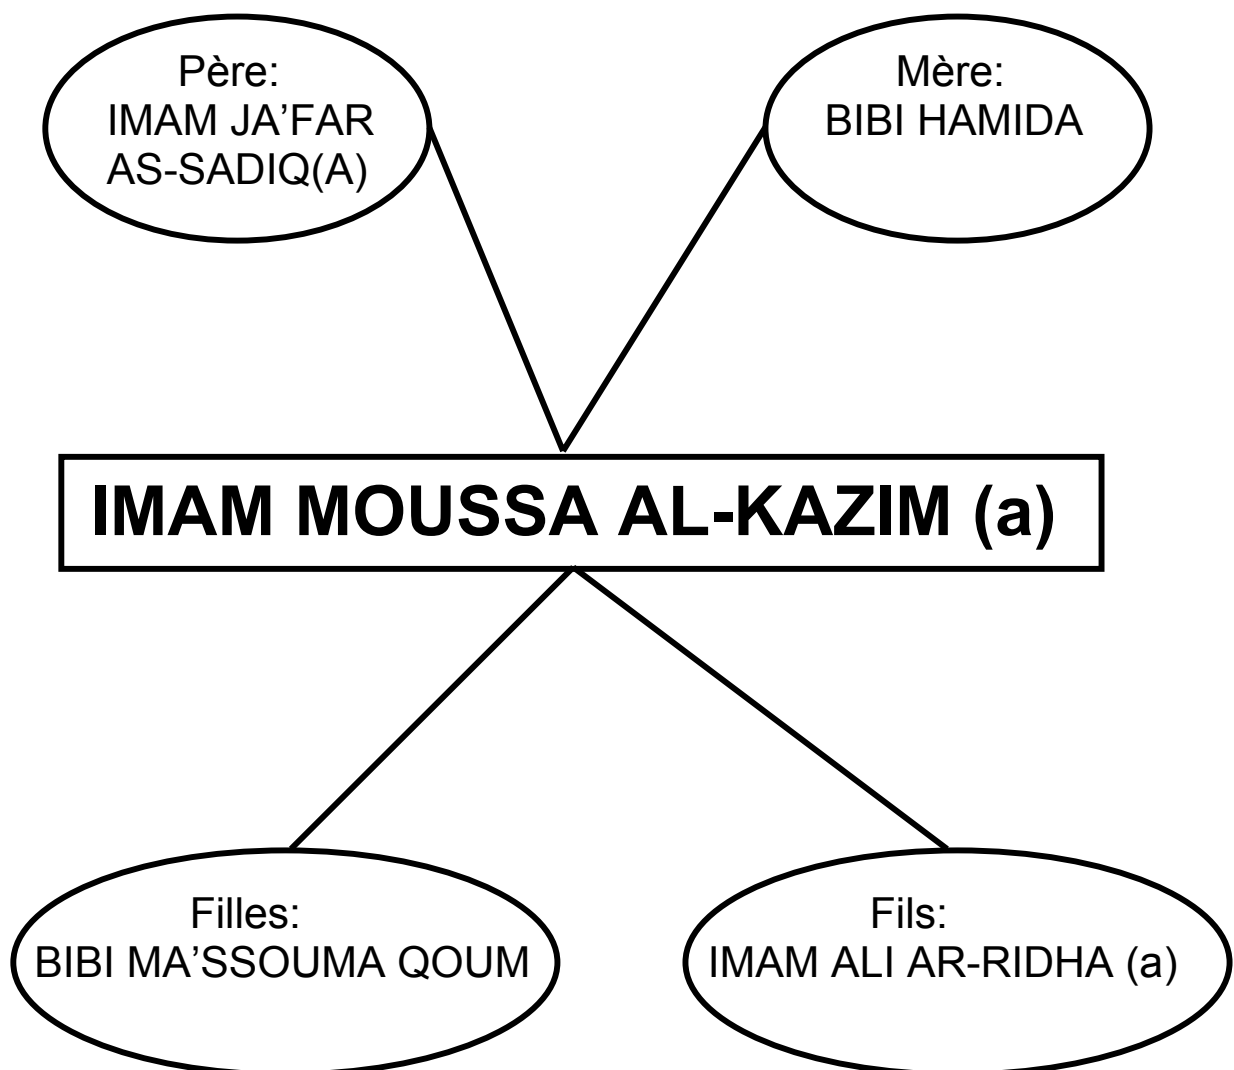 Père:
IMAM JA’FAR
AS-SADIQ(A)
Mère:
BIBI HAMIDA
IMAM MOUSSA AL-KAZIM (a)
Filles:
BIBI MA’SSOUMA QOUM
Fils:
IMAM ALI AR-RIDHA (a)